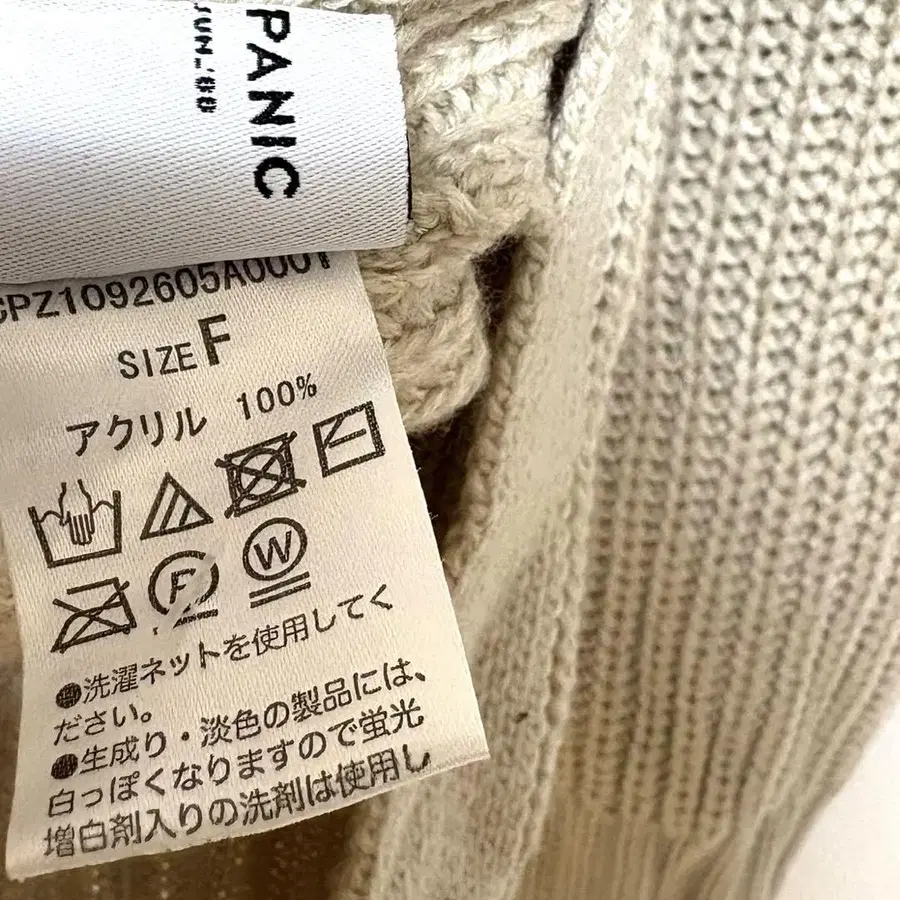 PANIC
SUN_'80
CPZ1092605A0001
SIZE F
アクリル 100%
F
W
●洗濯ネットを使用してく
ださい。
●生成り・淡色の製品には、
白っぽくなりますので蛍光
増白剤入りの洗剤は使用し